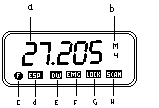 a b
27.205 M
4
F ESP DW EMG LOCK SCAN
C d E F G H